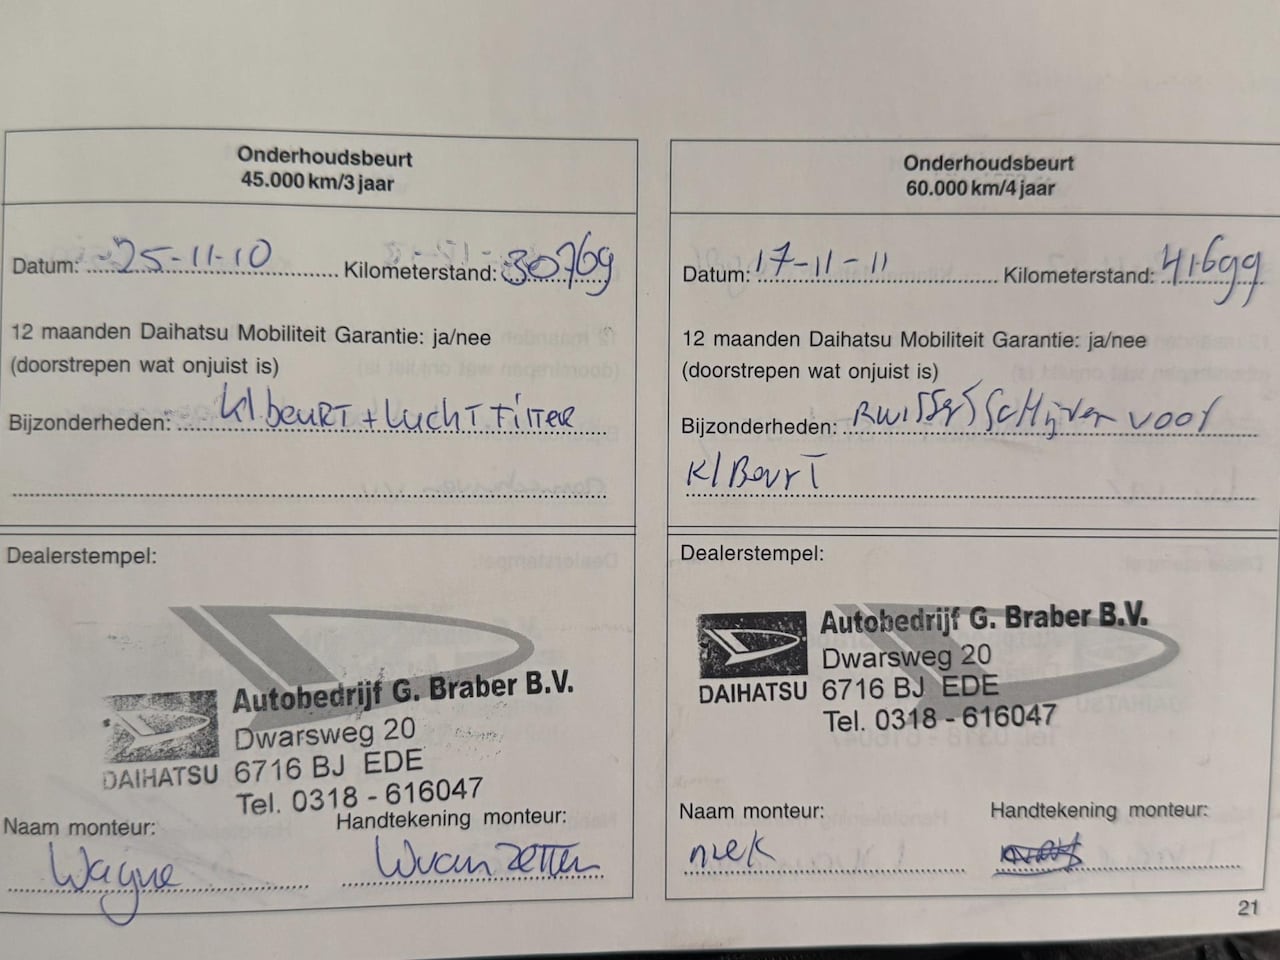 Onderhoudsbeurt
45.000 km/3 jaar
Datum: 25-11-10 Kilometerstand: 30769
12 maanden Daihatsu Mobiliteit Garantie: ja/nee
(doorstrepen wat onjuist is)
Bijzonderheden: kl beurt + luchtfilter
Dealerstempel:
DAIHATSU
Autobedrijf G. Braber B.V.
Dwarsweg 20
6716 BJ EDE
Tel. 0318 - 616047
Naam monteur: Handtekening monteur:
Wayne
Onderhoudsbeurt
60.000 km/4 jaar
Datum: 17-11-11 Kilometerstand: 41699
12 maanden Daihatsu Mobiliteit Garantie: ja/nee
(doorstrepen wat onjuist is)
Bijzonderheden: schijven voor
kl Beurt
Dealerstempel:
DAIHATSU
Autobedrijf G. Braber B.V.
Dwarsweg 20
6716 BJ EDE
Tel. 0318 - 616047
Naam monteur: Handtekening monteur:
niek
21